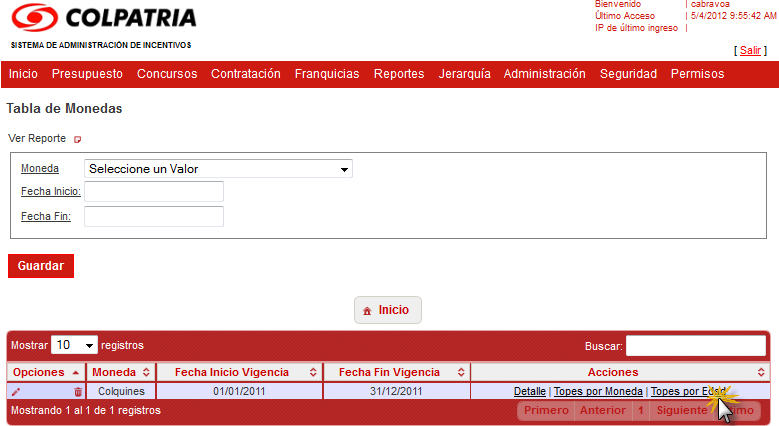 COLPATRIA
SISTEMA DE ADMINISTRACIÓN DE INCENTIVOS
Bienvenido | cabravoa
Último Acceso | 5/4/2012 9:55:42 AM
IP de último ingreso |
[ Salir ]
Inicio Presupuesto Concursos Contratación Franquicias Reportes Jerarquía Administración Seguridad Permisos
Tabla de Monedas
Ver Reporte
Moneda Seleccione un Valor
Fecha Inicio:
Fecha Fin:
Guardar
Inicio
Mostrar 10 registros Buscar:
Opciones Moneda Fecha Inicio Vigencia Fecha Fin Vigencia Acciones
Colquines 01/01/2011 31/12/2011 Detalle | Topes por Moneda | Topes por Edad
Mostrando 1 al 1 de 1 registros Primero Anterior 1 Siguiente